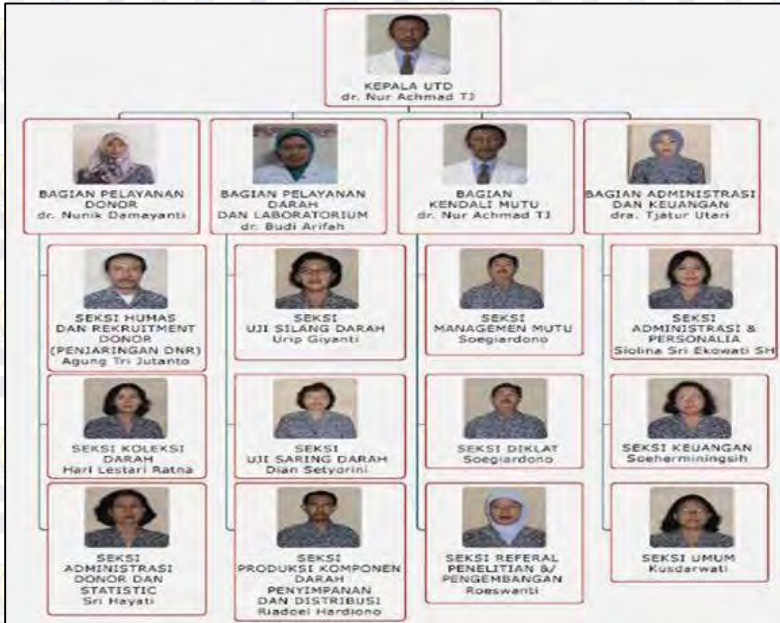 KEPALA UTD
dr. Nur Achmad TJ
BAGIAN PELAYANAN
DONOR
dr. Nunik Damayanti
BAGIAN PELAYANAN
DARAH
DAN LABORATORIUM
dr. Budi Arifah
BAGIAN
KENDALI MUTU
dr. Nur Achmad TJ
BAGIAN ADMINISTRASI
DAN KEUANGAN
dra. Tjatur Utari
SEKSI HUMAS
DAN REKRUITMENT
DONOR
(PENJARINGAN DNR)
Agung Tri Jutanto
SEKSI
UJI SILANG DARAH
Urip Giyanti
SEKSI
MANAGEMEN MUTU
Soegiardono
SEKSI
ADMINISTRASI &
PERSONALIA
Siolina Sri Ekowati SH
SEKSI KOLEKSI
DARAH
Hari Lestari Ratna
SEKSI
UJI SARING DARAH
Dian Setyorini
SEKSI DIKLAT
Soegiardono
SEKSI KEUANGAN
Soeherminingsih
SEKSI
ADMINISTRASI
DONOR DAN
STATISTIC
Sri Hayati
SEKSI
PRODUKSI KOMPONEN
DARAH
PENYIMPANAN
DAN DISTRIBUSI
Riadoel Hardiono
SEKSI REFERAL
PENELITIAN &/
PENGEMBANGAN
Roeswanti
SEKSI UMUM
Kusdarwati